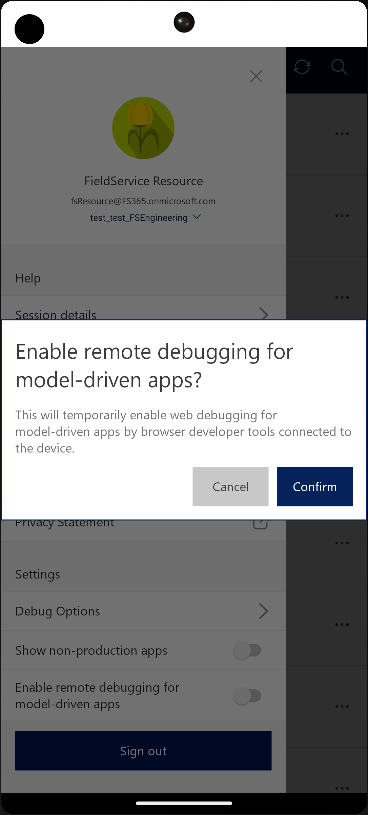 FieldService Resource
fsResource@FS365.onmicrosoft.com
test_test_FSEngineering
Help
Session details
Enable remote debugging for
model-driven apps?
This will temporarily enable web debugging for
model-driven apps by browser developer tools connected to
the device.
Cancel
Confirm
Privacy Statement
Settings
Debug Options
Show non-production apps
Enable remote debugging for
model-driven apps
Sign out